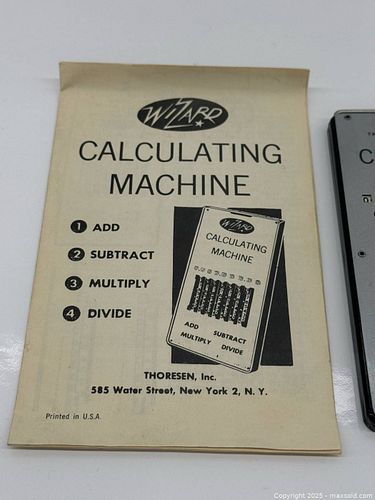 WIZARD
CALCULATING
MACHINE
1 ADD
2 SUBTRACT
3 MULTIPLY
4 DIVIDE
WIZARD
CALCULATING
MACHINE
ADD SUBTRACT
MULTIPLY DIVIDE
THORESEN, Inc.
585 Water Street, New York 2, N. Y.
Printed in U.S.A.
C
Copyright 2025 - maxsold.com